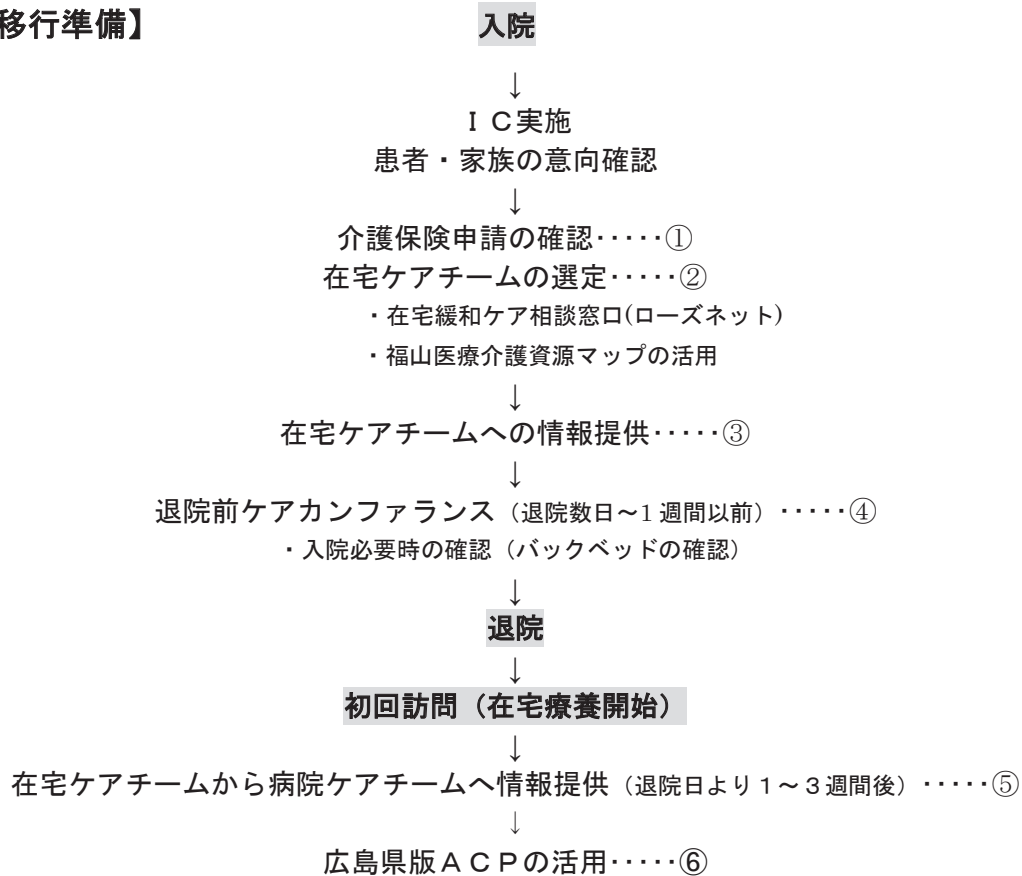 移行準備】
入院
↓
ＩＣ実施
患者・家族の意向確認
↓
介護保険申請の確認･････①
在宅ケアチームの選定･････②
・在宅緩和ケア相談窓口(ローズネット)
・福山医療介護資源マップの活用
↓
在宅ケアチームへの情報提供･････③
↓
退院前ケアカンファランス（退院数日～1 週間以前）･････④
・入院必要時の確認（バックベッドの確認）
↓
退院
↓
初回訪問（在宅療養開始）
↓
在宅ケアチームから病院ケアチームへ情報提供（退院日より１～３週間後）･････⑤
↓
広島県版ＡＣＰの活用･････⑥